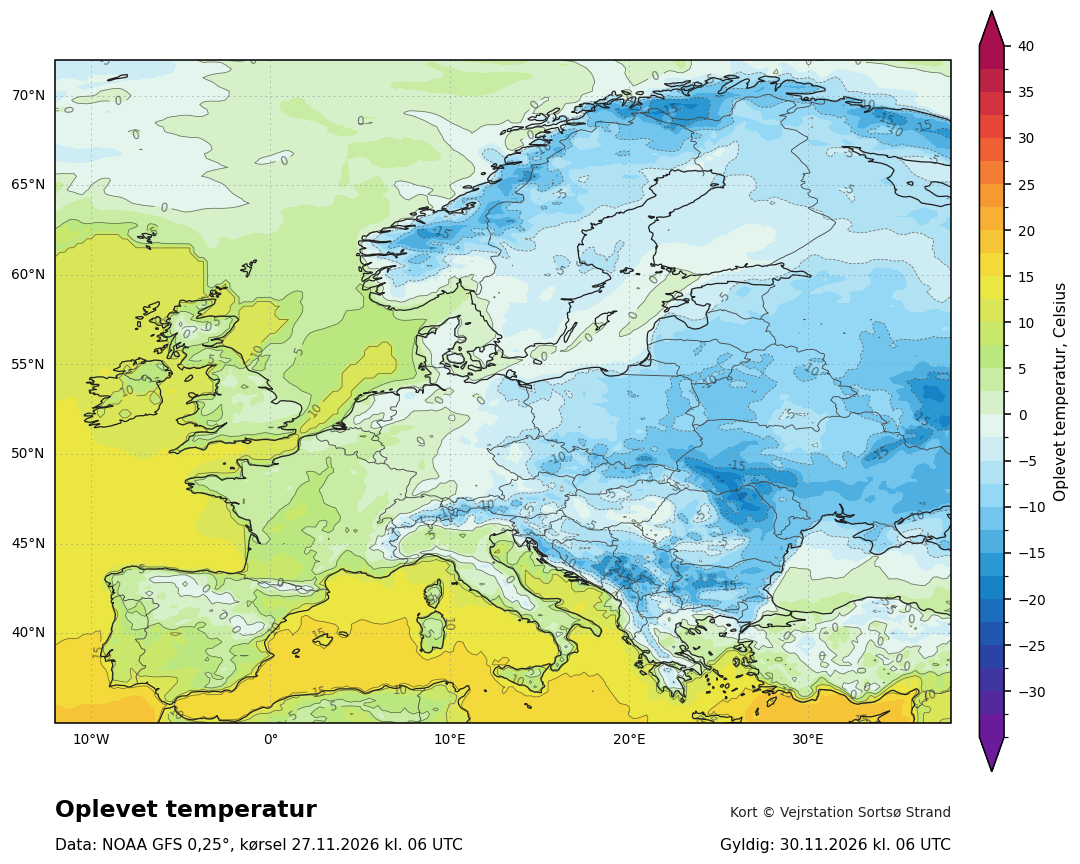 70°N
65°N
60°N
55°N
50°N
45°N
40°N
10°W
0°
10°E
20°E
30°E
40
35
30
25
20
15
10
5
0
−5
−10
−15
−20
−25
−30
Oplevet temperatur, Celsius
Oplevet temperatur
Kort © Vejrstation Sortsø Strand
Data: NOAA GFS 0,25°, kørsel 27.11.2026 kl. 06 UTC
Gyldig: 30.11.2026 kl. 06 UTC